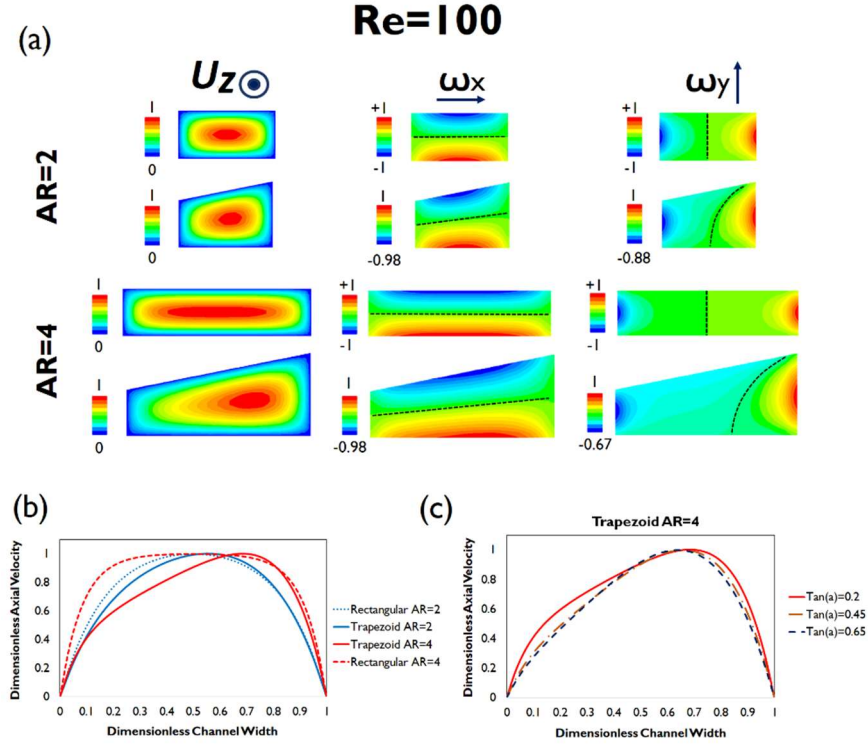 Re=100
(a)
Uz
ωx
ωy
AR=2
1
0
+1
-1
+1
-1
1
0
1
-0.98
1
-0.88
AR=4
1
0
+1
-1
+1
-1
1
0
1
-0.98
1
-0.67
(b)
Dimensionless Axial Velocity
1
0.8
0.6
0.4
0.2
0
0 0.1 0.2 0.3 0.4 0.5 0.6 0.7 0.8 0.9 1
Dimensionless Channel Width
Rectangular AR=2
Trapezoid AR=2
Trapezoid AR=4
Rectangular AR=4
(c)
Trapezoid AR=4
Dimensionless Axial Velocity
1
0.8
0.6
0.4
0.2
0
0 0.1 0.2 0.3 0.4 0.5 0.6 0.7 0.8 0.9 1
Dimensionless Channel Width
Tan(a)=0.2
Tan(a)=0.45
Tan(a)=0.65